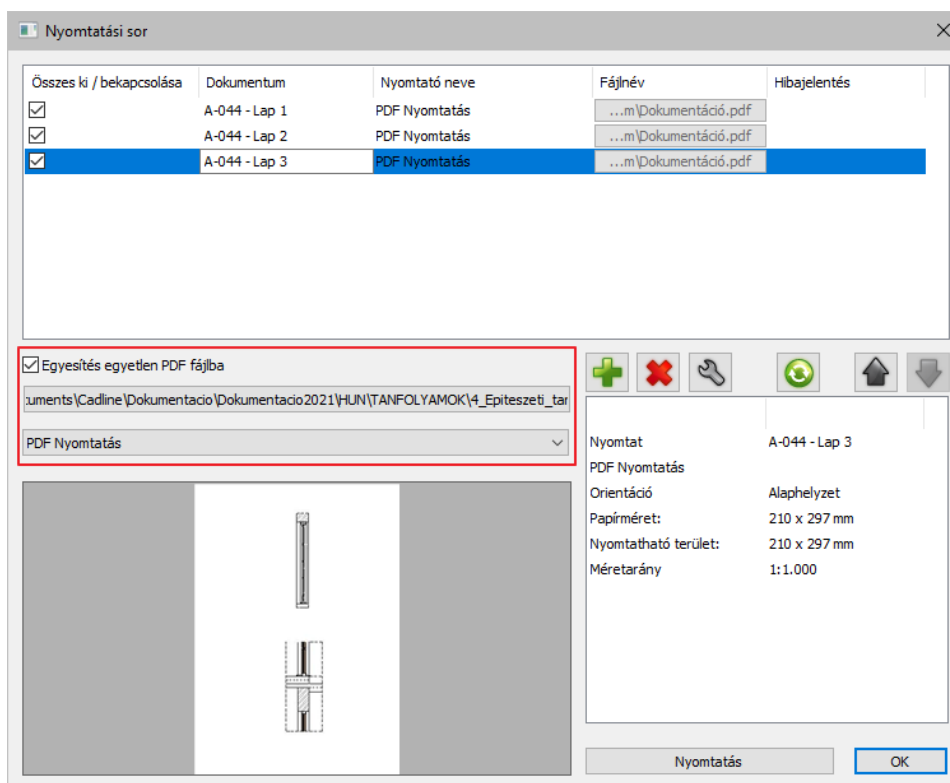 Nyomtatási sor
Összes ki / bekapcsolása Dokumentum Nyomtató neve Fájlnév Hibajelentés
A-044 - Lap 1 PDF Nyomtatás ...m\Dokumentáció.pdf
A-044 - Lap 2 PDF Nyomtatás ...m\Dokumentáció.pdf
A-044 - Lap 3 PDF Nyomtatás ...m\Dokumentáció.pdf
Egyesítés egyetlen PDF fájlba
:uments\Cadline\Dokumentacio\Dokumentacio2021\HUN\TANFOLYAMOK\4_Epiteszeti_tar
PDF Nyomtatás
Nyomtat A-044 - Lap 3
PDF Nyomtatás
Orientáció Alaphelyzet
Papírméret: 210 x 297 mm
Nyomtatható terület: 210 x 297 mm
Méretarány 1:1.000
Nyomtatás OK